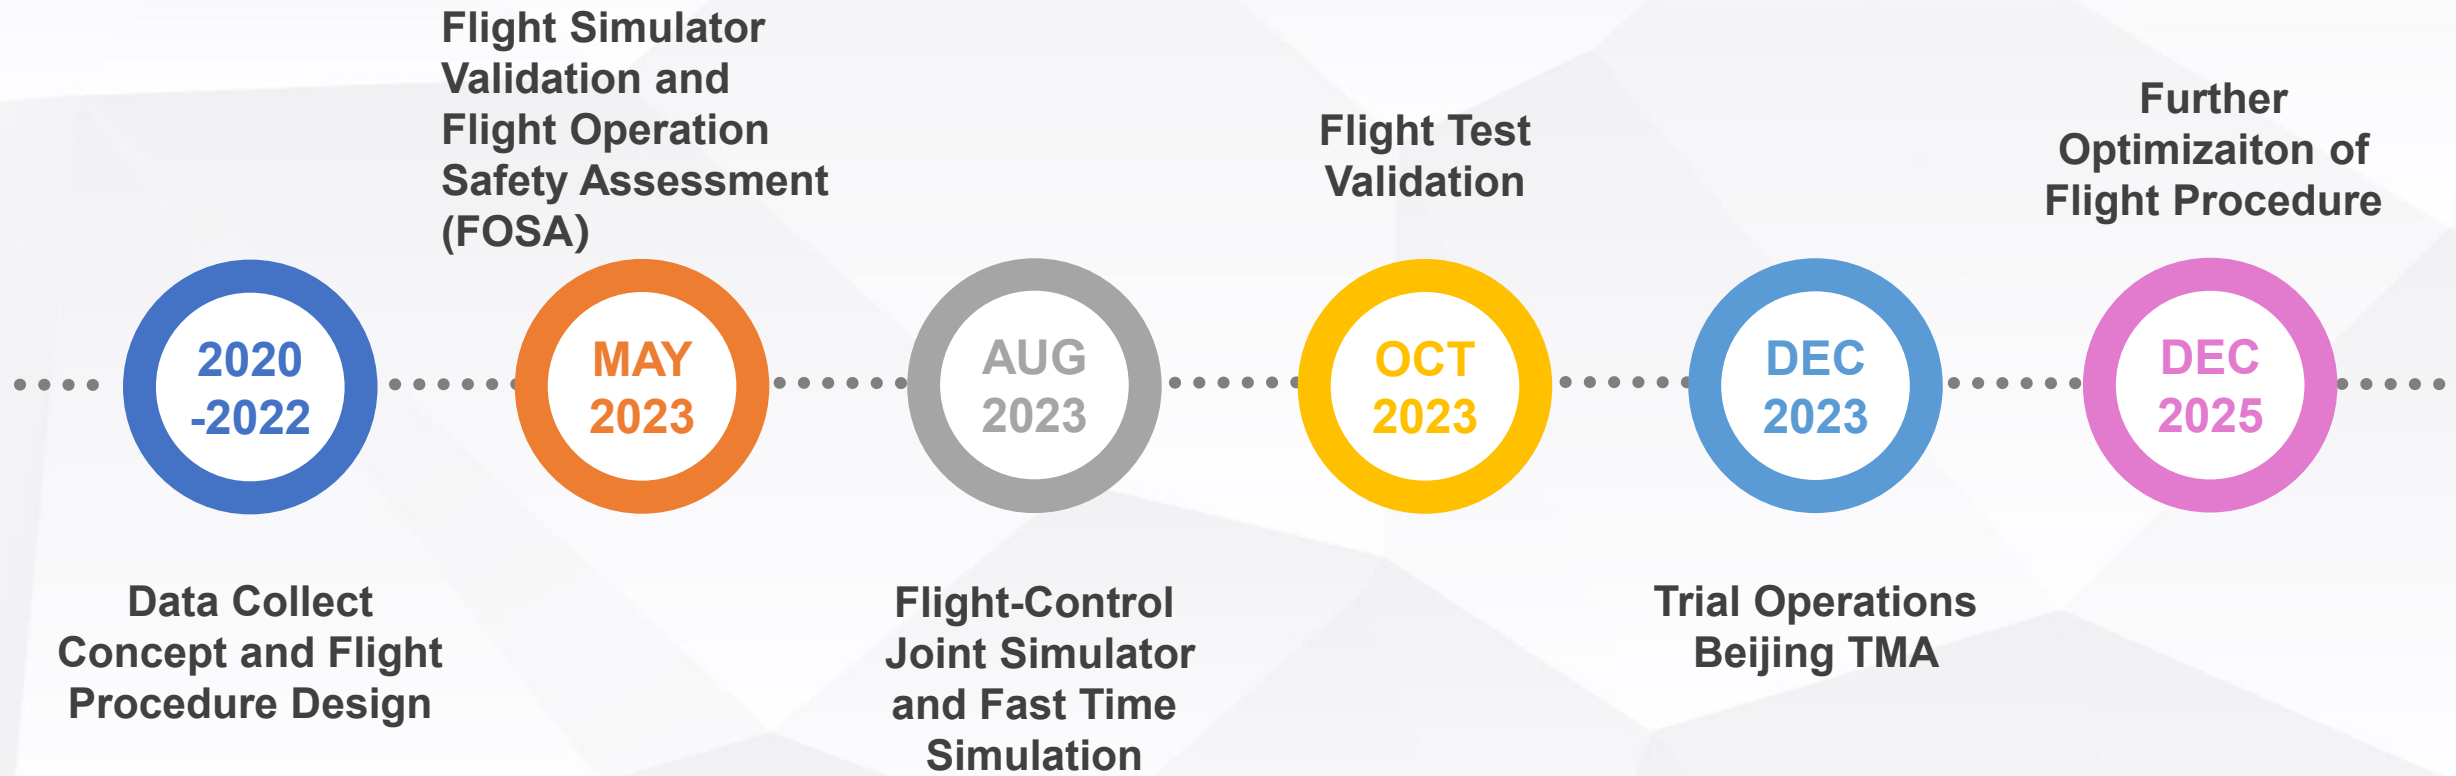 Flight Simulator
Validation and
Flight Operation
Safety Assessment
(FOSA)
Flight Test
Validation
Further
Optimizaiton of
Flight Procedure
2020
-2022
MAY
2023
AUG
2023
OCT
2023
DEC
2023
DEC
2025
Data Collect
Concept and Flight
Procedure Design
Flight-Control
Joint Simulator
and Fast Time
Simulation
Trial Operations
Beijing TMA